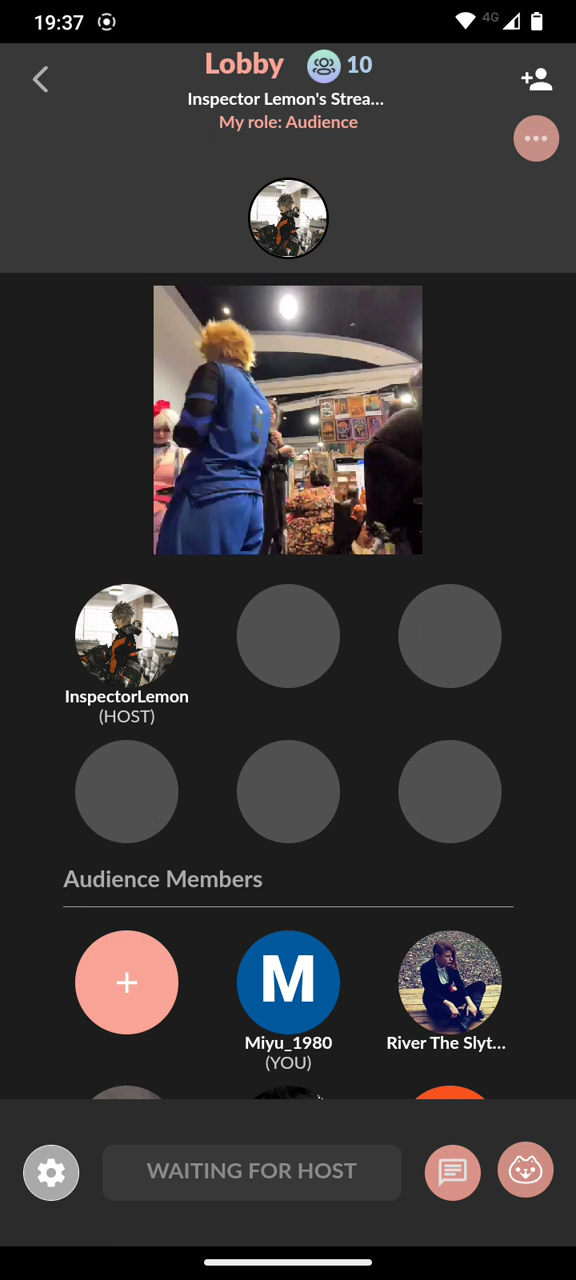 19:37
4G
Lobby
10
Inspector Lemon's Strea...
My role: Audience
InspectorLemon
(HOST)
Audience Members
M
Miyu_1980
(YOU)
River The Slyt...
WAITING FOR HOST